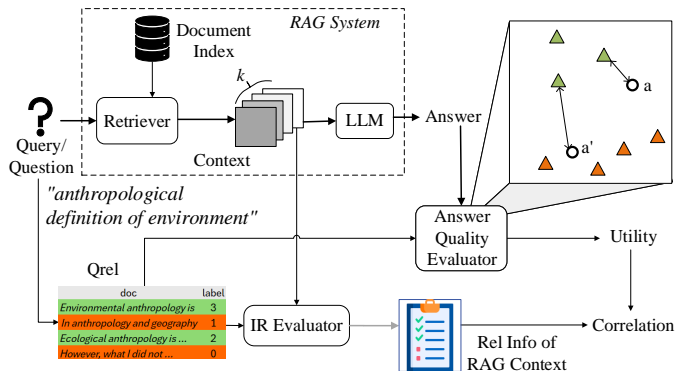 RAG System
Document
Index
k
?
Retriever
LLM
Answer
Context
Query/
Question
a
a'
"anthropological
definition of environment"
Answer
Quality
Evaluator
Utility
Qrel
doc label
Environmental anthropology is 3
In anthropology and geography 1
Ecological anthropology is ... 2
However, what I did not ... 0
IR Evaluator
Rel Info of
RAG Context
Correlation